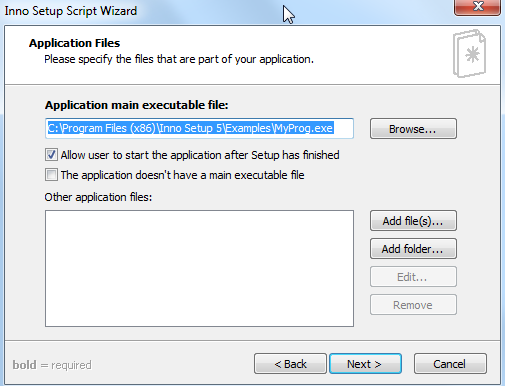 Inno Setup Script Wizard
Application Files
Please specify the files that are part of your application.
Application main executable file:
C:\Program Files (x86)\Inno Setup 5\Examples\MyProg.exe
Browse...
Allow user to start the application after Setup has finished
The application doesn't have a main executable file
Other application files:
Add file(s)...
Add folder...
Edit...
Remove
bold = required
< Back
Next >
Cancel